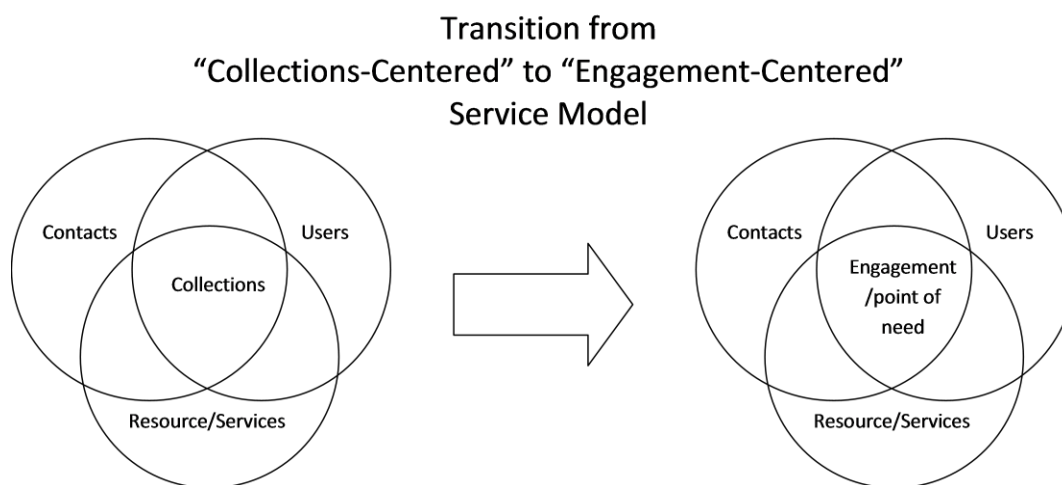 Transition from
“Collections-Centered” to “Engagement-Centered”
Service Model
Contacts
Users
Collections
Resource/Services
Contacts
Users
Engagement
/point of
need
Resource/Services